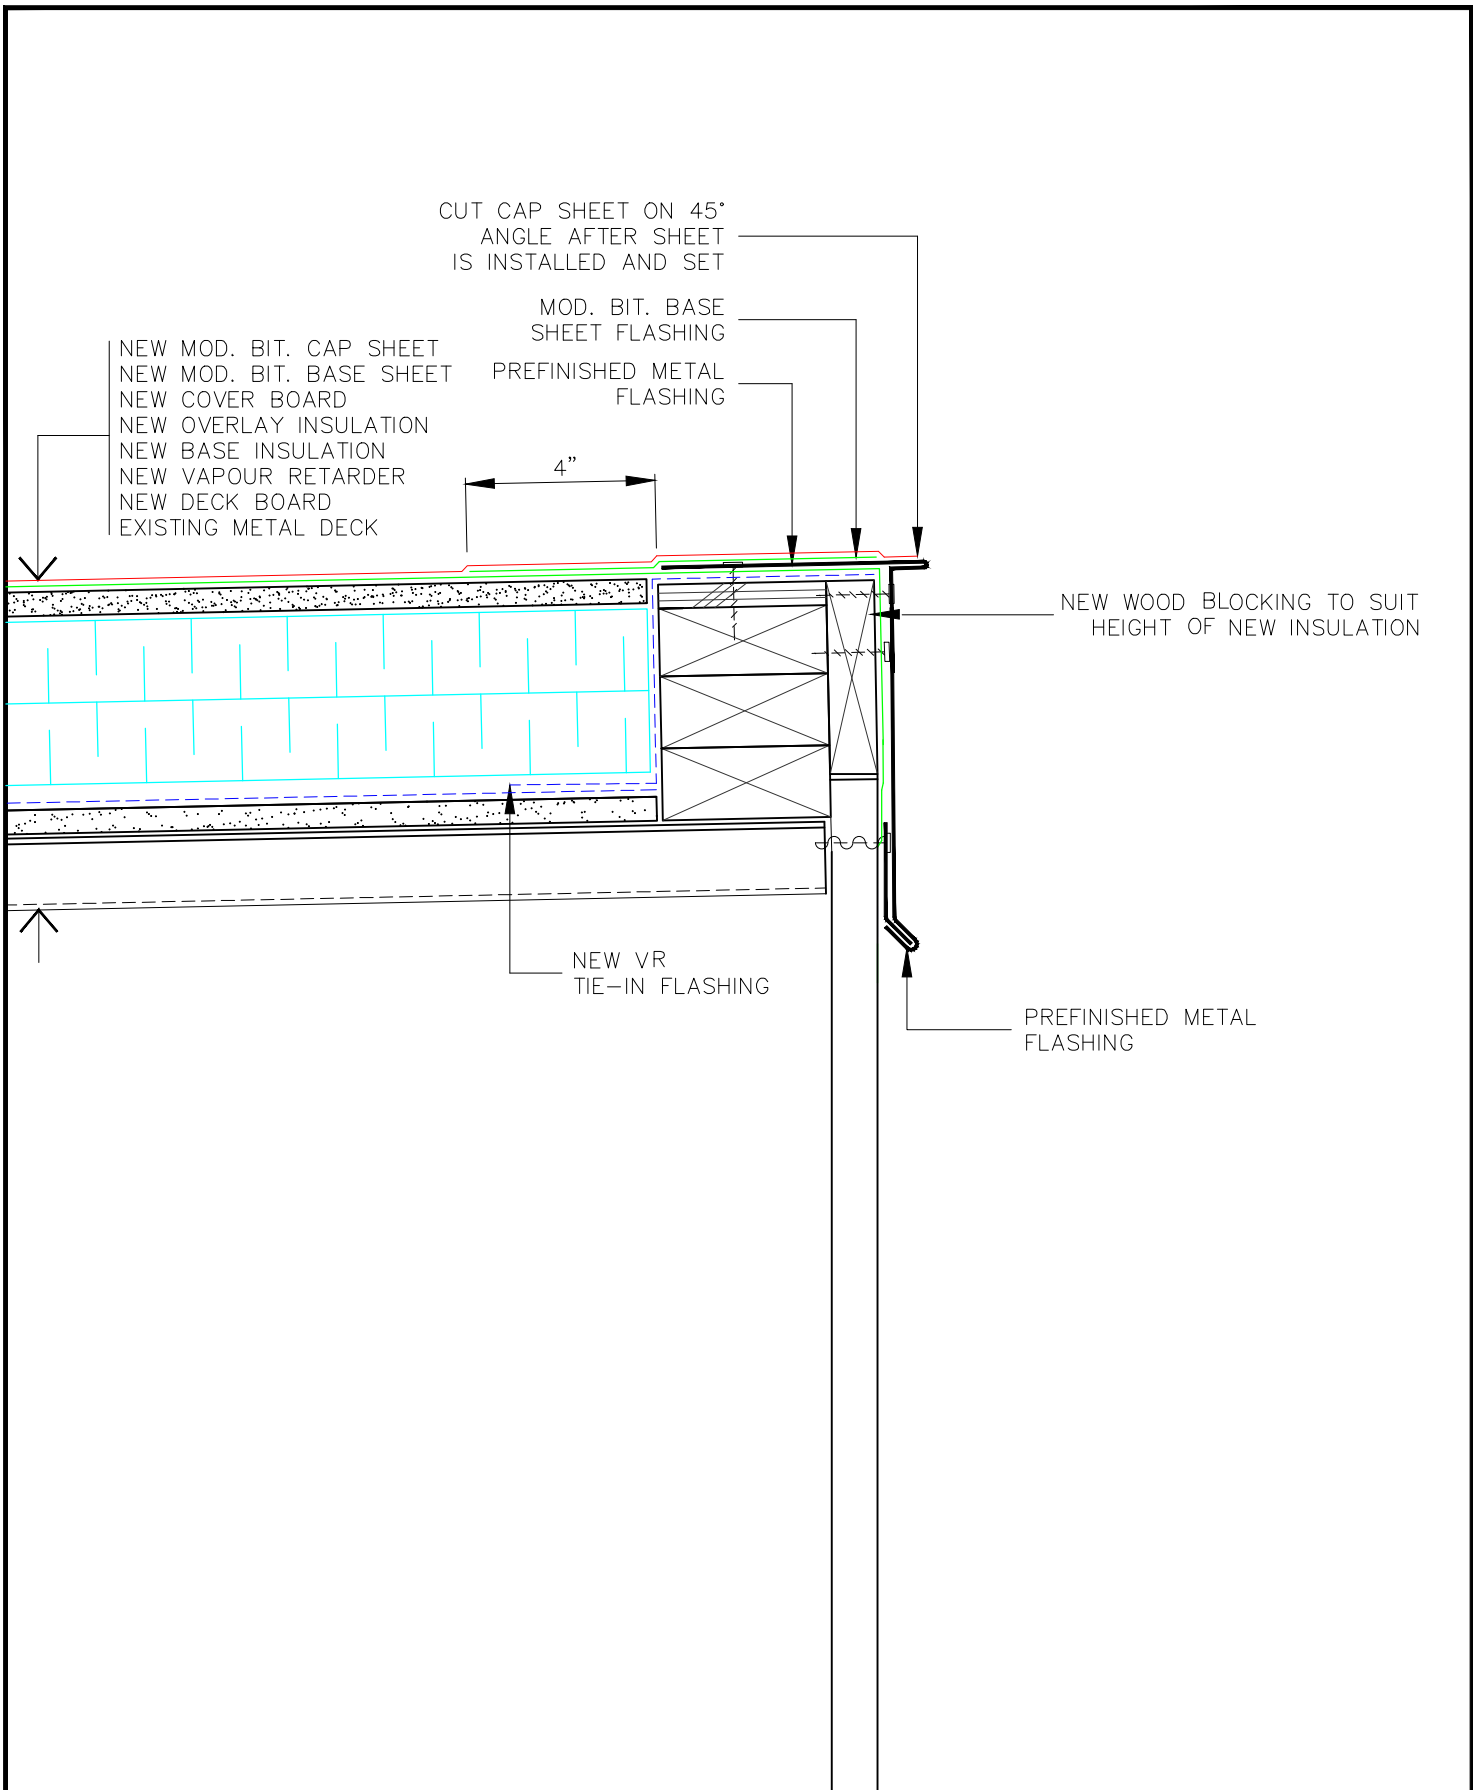 CUT CAP SHEET ON 45°
ANGLE AFTER SHEET
IS INSTALLED AND SET
MOD. BIT. BASE
SHEET FLASHING
PREFINISHED METAL
FLASHING
NEW MOD. BIT. CAP SHEET
NEW MOD. BIT. BASE SHEET
NEW COVER BOARD
NEW OVERLAY INSULATION
NEW BASE INSULATION
NEW VAPOUR RETARDER
NEW DECK BOARD
EXISTING METAL DECK
4”
NEW WOOD BLOCKING TO SUIT
HEIGHT OF NEW INSULATION
NEW VR
TIE-IN FLASHING
PREFINISHED METAL
FLASHING